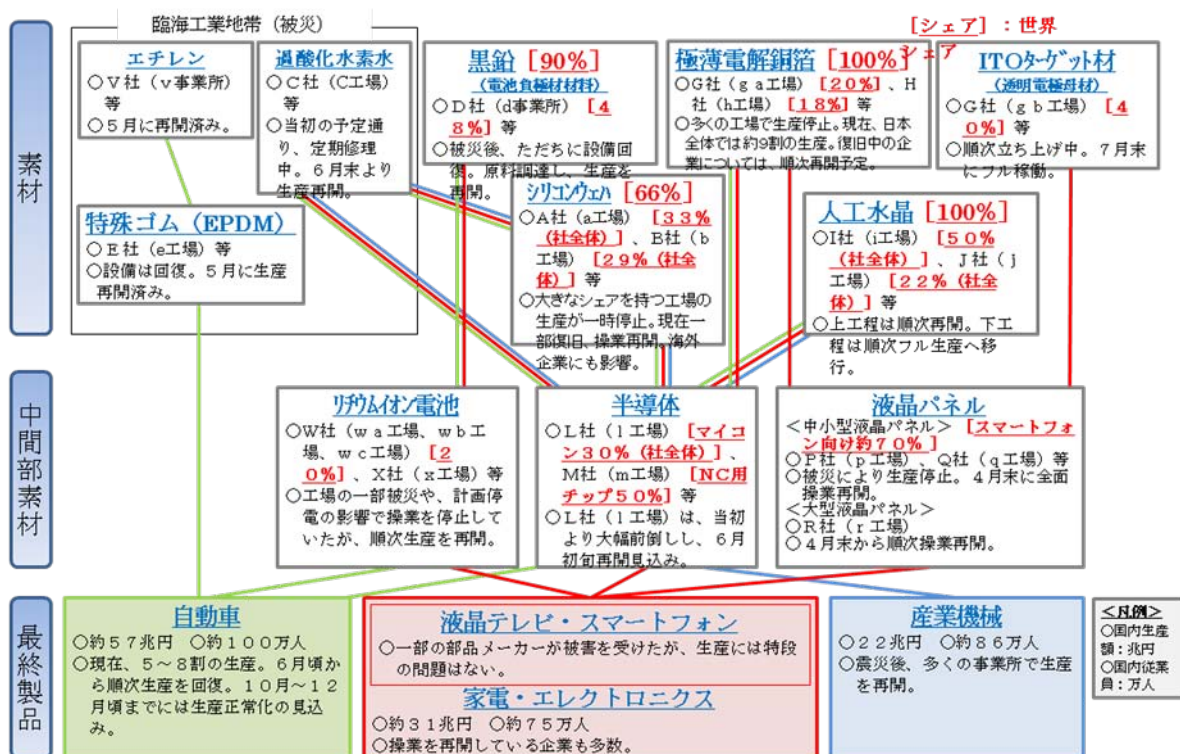 臨海工業地帯（被災）
[シェア]：世界
シェア
素材
エチレン
○Ｖ社（ｖ事業所）
等
○５月に再開済み。
過酸化水素水
○Ｃ社（Ｃ工場）
等
○当初の予定通
り、定期修理
中。６月末より
生産再開。
黒鉛 [90%]
（電池負極材材料）
○Ｄ社（ｄ事業所） [４
８%] 等
○被災後、ただちに設備回
復。原料調達し、生産を
再開。
極薄電解銅箔 [100%]
○Ｇ社（ｇａ工場） [２０%] 、Ｈ
社（ｈ工場） [１８%] 等
○多くの工場で生産停止。現在、日本
全体では約9割の生産。復旧中の企
業については、順次再開予定。
ITOターゲット材
（透明電極母材）
○Ｇ社（ｇｂ工場） [４
０%] 等
○順次立ち上げ中。７月末
にフル稼働。
特殊ゴム（EPDM）
○Ｅ社（e工場）等
○設備は回復。５月に生産
再開済み。
シリコンウェハ [66%]
○Ａ社（a工場） [３３%
（社全体）] 、Ｂ社（ｂ
工場） [２９%（社全
体）] 等
○大きなシェアを持つ工場の
生産が一時停止。現在一
部復旧、操業再開。海外
企業にも影響。
人工水晶 [100%]
○Ｉ社（i工場） [５０%
（社全体）] 、Ｊ社（ｊ
工場） [２２%（社全
体）] 等
○上工程は順次再開。下工
程は順次フル生産へ移
行。
中間部素材
リチウムイオン電池
○Ｗ社（ｗａ工場、ｗｂ工
場、ｗｃ工場） [２
０%] 、Ｘ社（ｘ工場）等
○工場の一部被災や、計画停
電の影響で操業を停止して
いたが、順次生産を再開。
半導体
○Ｌ社（ｌ工場） [マイコ
ン30%（社全体）] 、
Ｍ社（ｍ工場） [NC用
チップ５０%] 等
○Ｌ社（ｌ工場）は、当初
より大幅前倒しし、６月
初旬再開見込み。
液晶パネル
＜中小型液晶パネル＞ [スマートフォ
ン向け約７０%]
○Ｐ社（ｐ工場）、Ｑ社（ｑ工場）等
○被災により生産停止。４月末に全面
操業再開。
＜大型液晶パネル＞
○Ｒ社（ｒ工場）
○４月末から順次操業再開。
最終製品
自動車
○約５７兆円 ○約１００万人
○現在、５～８割の生産。６月頃か
ら順次生産を回復。１０月～１２
月頃までには生産正常化の見込
み。
液晶テレビ・スマートフォン
○一部の部品メーカーが被害を受けたが、生産には特段
の問題はない。
家電・エレクトロニクス
○約３１兆円 ○約７５万人
○操業を再開している企業も多数。
産業機械
○２２兆円 ○約８６万人
○震災後、多くの事業所で生産
を再開。
＜凡例＞
○国内生産
額：兆円
○国内従業
員：万人